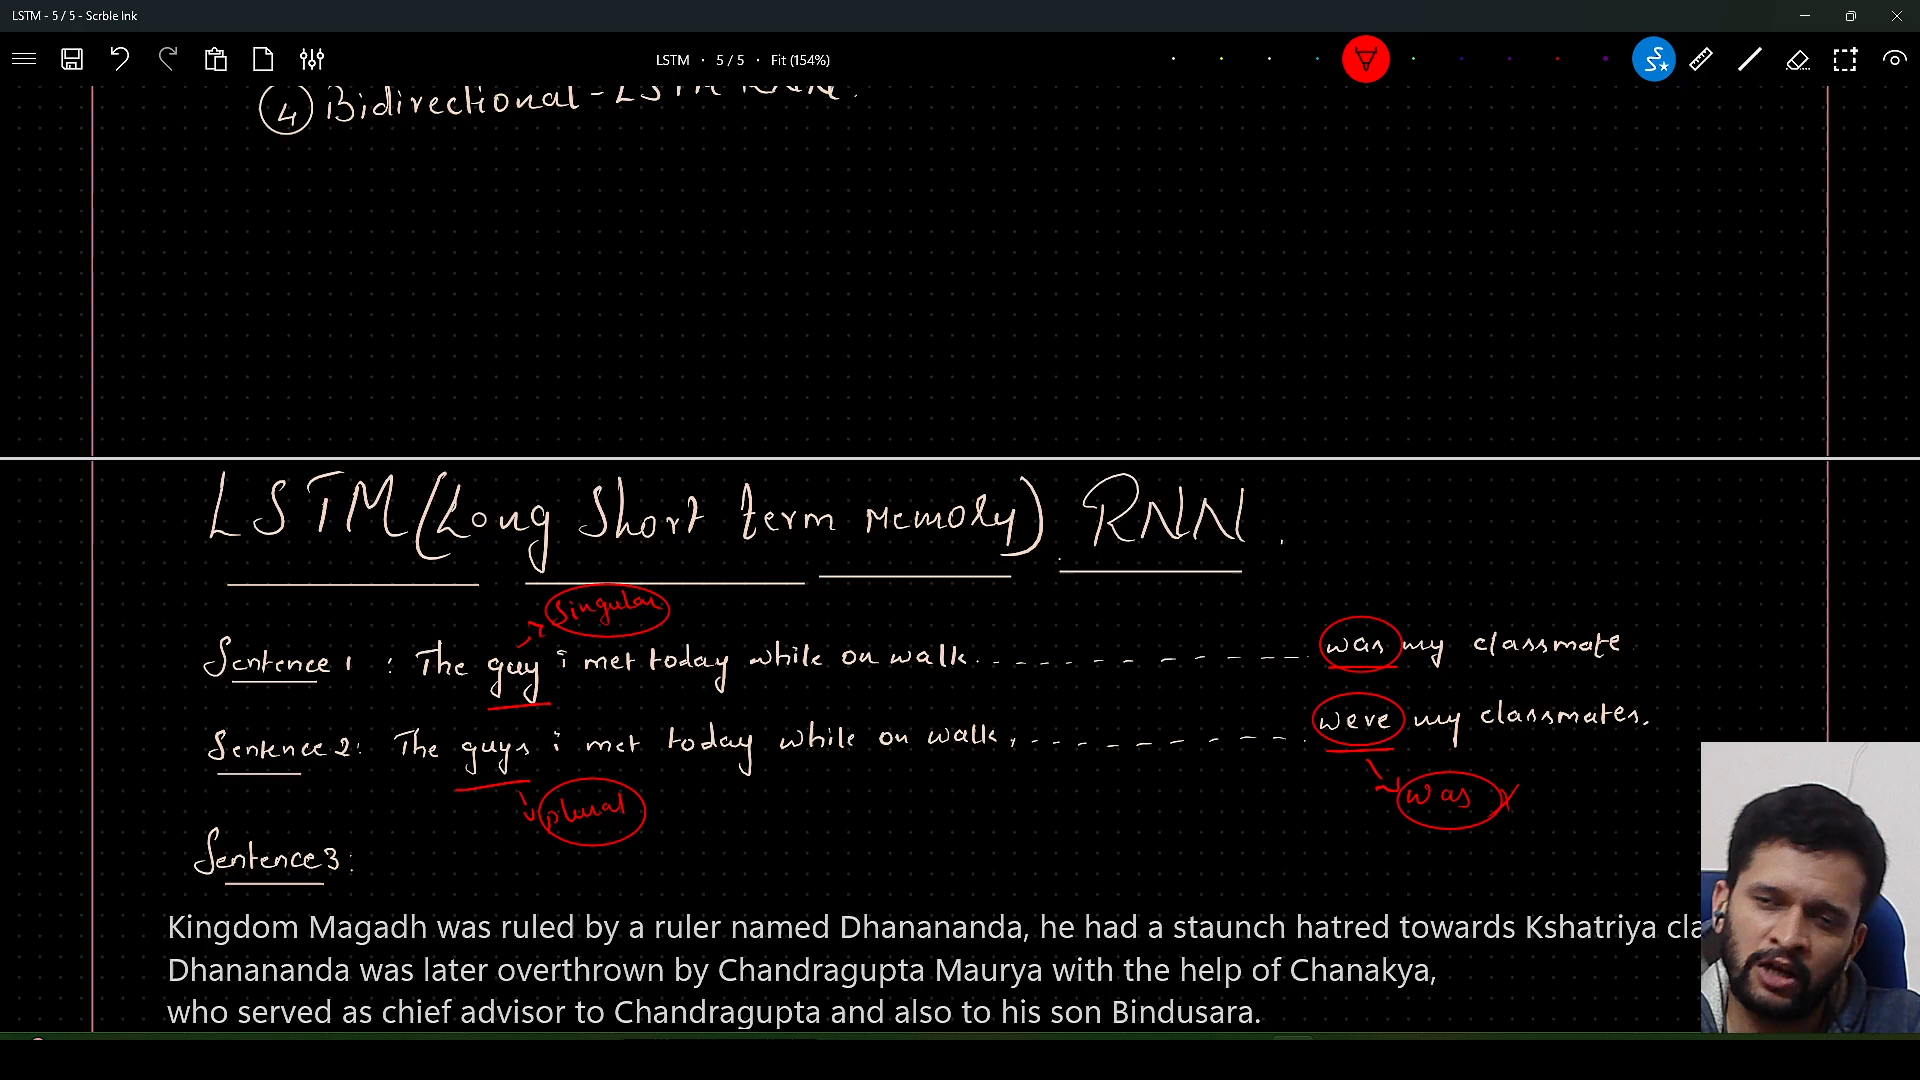 LSTM - 5 / 5 - Scrble Ink
LSTM · 5 / 5 · Fit (154%)
4 Bidirectional - LSTM RNN.
LSTM (Long Short term Memory) RNN.
Singular
Sentence 1 : The guy i met today while on walk. - - - - - - - - - - was my classmate
Sentence 2: The guys i met today while on walk, - - - - - - - - - were my classmates.
plural was x
Sentence 3:
Kingdom Magadh was ruled by a ruler named Dhanananda, he had a staunch hatred towards Kshatriya cla
Dhanananda was later overthrown by Chandragupta Maurya with the help of Chanakya,
who served as chief advisor to Chandragupta and also to his son Bindusara.